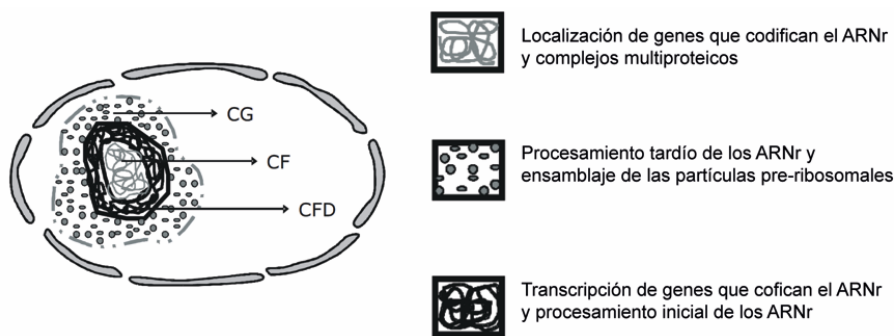 CG
CF
CFD
Localización de genes que codifican el ARNr
y complejos multiproteicos
Procesamiento tardío de los ARNr y
ensamblaje de las partículas pre-ribosomales
Transcripción de genes que cofican el ARNr
y procesamiento inicial de los ARNr